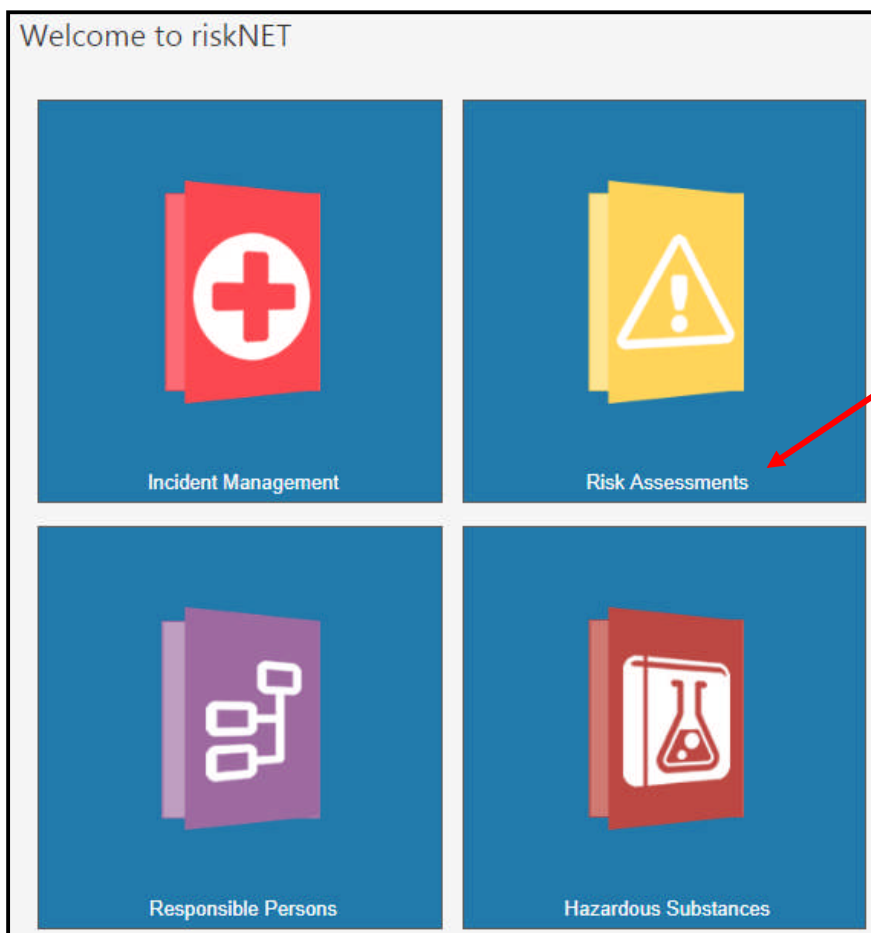 Welcome to riskNET
Incident Management
Risk Assessments
Responsible Persons
Hazardous Substances